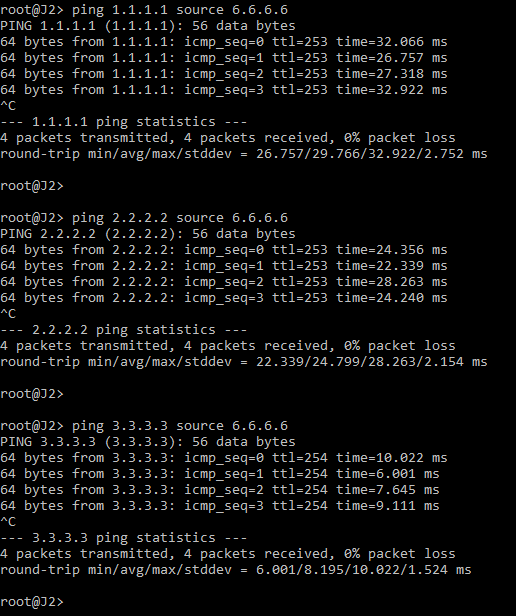 root@J2> ping 1.1.1.1 source 6.6.6.6
PING 1.1.1.1 (1.1.1.1): 56 data bytes
64 bytes from 1.1.1.1: icmp_seq=0 ttl=253 time=32.066 ms
64 bytes from 1.1.1.1: icmp_seq=1 ttl=253 time=26.757 ms
64 bytes from 1.1.1.1: icmp_seq=2 ttl=253 time=27.318 ms
64 bytes from 1.1.1.1: icmp_seq=3 ttl=253 time=32.922 ms
^C
--- 1.1.1.1 ping statistics ---
4 packets transmitted, 4 packets received, 0% packet loss
round-trip min/avg/max/stddev = 26.757/29.766/32.922/2.752 ms
root@J2>
root@J2> ping 2.2.2.2 source 6.6.6.6
PING 2.2.2.2 (2.2.2.2): 56 data bytes
64 bytes from 2.2.2.2: icmp_seq=0 ttl=253 time=24.356 ms
64 bytes from 2.2.2.2: icmp_seq=1 ttl=253 time=22.339 ms
64 bytes from 2.2.2.2: icmp_seq=2 ttl=253 time=28.263 ms
64 bytes from 2.2.2.2: icmp_seq=3 ttl=253 time=24.240 ms
^C
--- 2.2.2.2 ping statistics ---
4 packets transmitted, 4 packets received, 0% packet loss
round-trip min/avg/max/stddev = 22.339/24.799/28.263/2.154 ms
root@J2>
root@J2> ping 3.3.3.3 source 6.6.6.6
PING 3.3.3.3 (3.3.3.3): 56 data bytes
64 bytes from 3.3.3.3: icmp_seq=0 ttl=254 time=10.022 ms
64 bytes from 3.3.3.3: icmp_seq=1 ttl=254 time=6.001 ms
64 bytes from 3.3.3.3: icmp_seq=2 ttl=254 time=7.645 ms
64 bytes from 3.3.3.3: icmp_seq=3 ttl=254 time=9.111 ms
^C
--- 3.3.3.3 ping statistics ---
4 packets transmitted, 4 packets received, 0% packet loss
round-trip min/avg/max/stddev = 6.001/8.195/10.022/1.524 ms
root@J2>